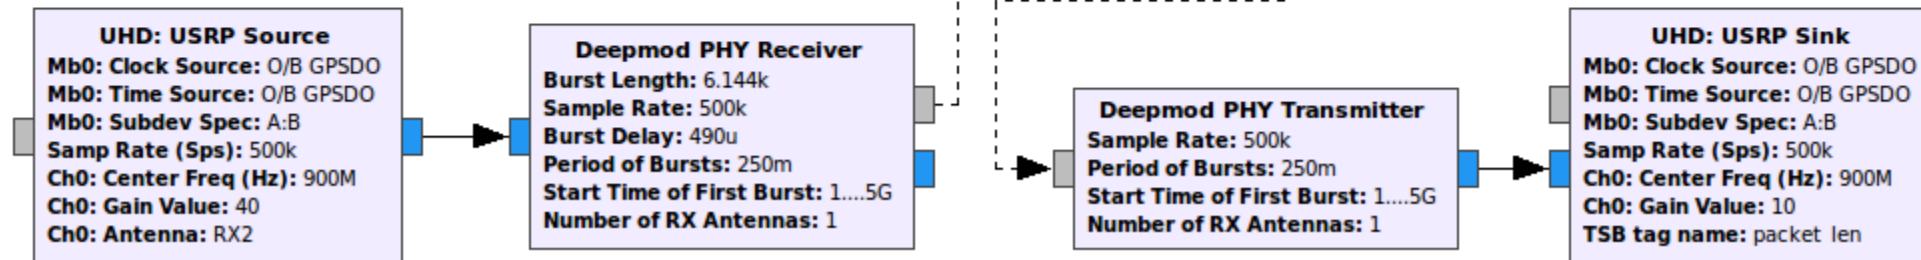 UHD: USRP Source
Mb0: Clock Source: O/B GPSDO
Mb0: Time Source: O/B GPSDO
Mb0: Subdev Spec: A:B
Samp Rate (Sps): 500k
Ch0: Center Freq (Hz): 900M
Ch0: Gain Value: 40
Ch0: Antenna: RX2
Deepmod PHY Receiver
Burst Length: 6.144k
Sample Rate: 500k
Burst Delay: 490u
Period of Bursts: 250m
Start Time of First Burst: 1....5G
Number of RX Antennas: 1
Deepmod PHY Transmitter
Sample Rate: 500k
Period of Bursts: 250m
Start Time of First Burst: 1....5G
Number of RX Antennas: 1
UHD: USRP Sink
Mb0: Clock Source: O/B GPSDO
Mb0: Time Source: O/B GPSDO
Mb0: Subdev Spec: A:B
Samp Rate (Sps): 500k
Ch0: Center Freq (Hz): 900M
Ch0: Gain Value: 10
TSB tag name: packet_len